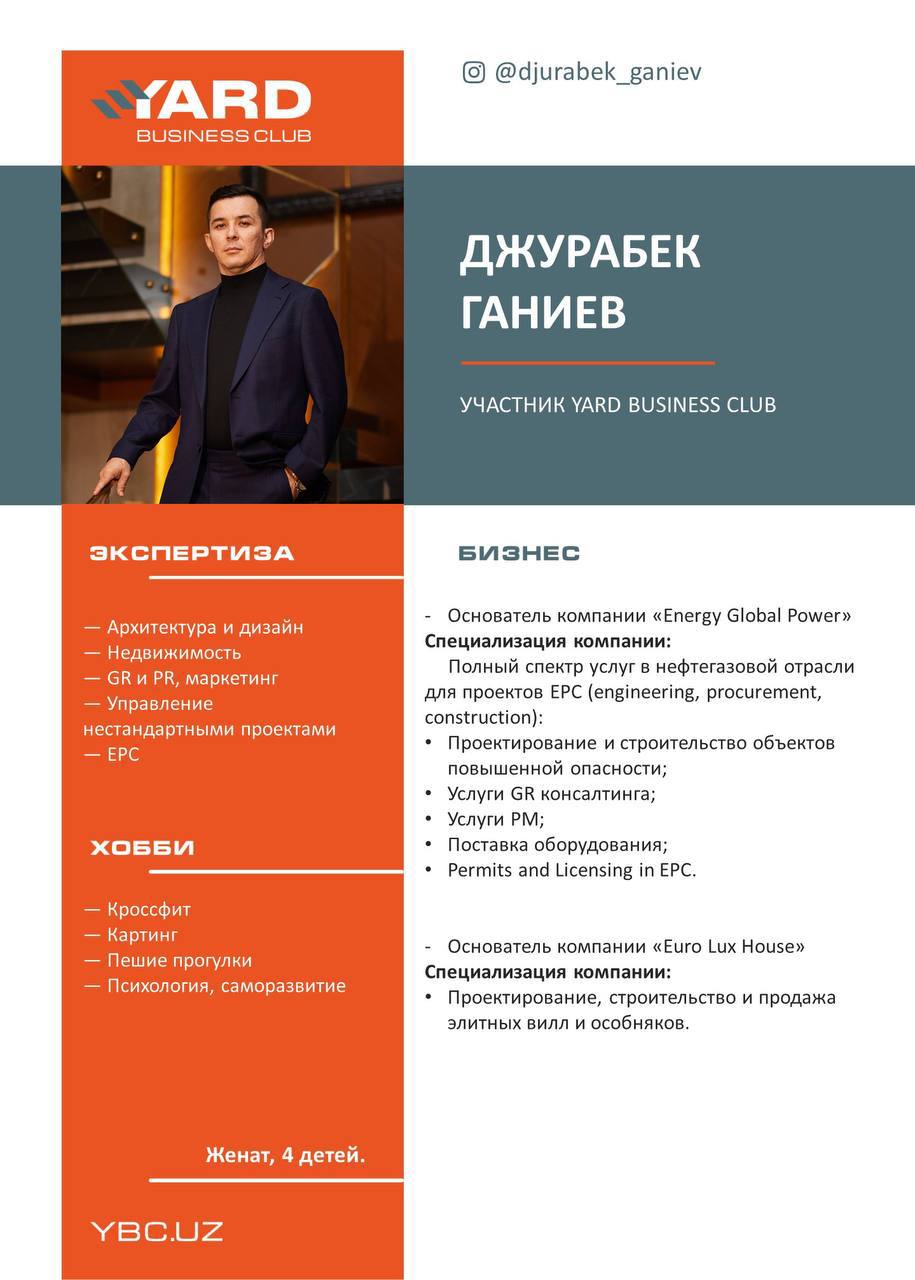 YARD
BUSINESS CLUB
@djurabek_ganiev
ДЖУРАБЕК
ГАНИЕВ
УЧАСТНИК YARD BUSINESS CLUB
ЭКСПЕРТИЗА
— Архитектура и дизайн
— Недвижимость
— GR и PR, маркетинг
— Управление
нестандартными проектами
— EPC
ХОББИ
— Кроссфит
— Картинг
— Пешие прогулки
— Психология, саморазвитие
Женат, 4 детей.
YBC.UZ
БИЗНЕС
- Основатель компании «Energy Global Power»
Специализация компании:
Полный спектр услуг в нефтегазовой отрасли
для проектов EPC (engineering, procurement,
construction):
• Проектирование и строительство объектов
повышенной опасности;
• Услуги GR консалтинга;
• Услуги PM;
• Поставка оборудования;
• Permits and Licensing in EPC.
- Основатель компании «Euro Lux House»
Специализация компании:
• Проектирование, строительство и продажа
элитных вилл и особняков.